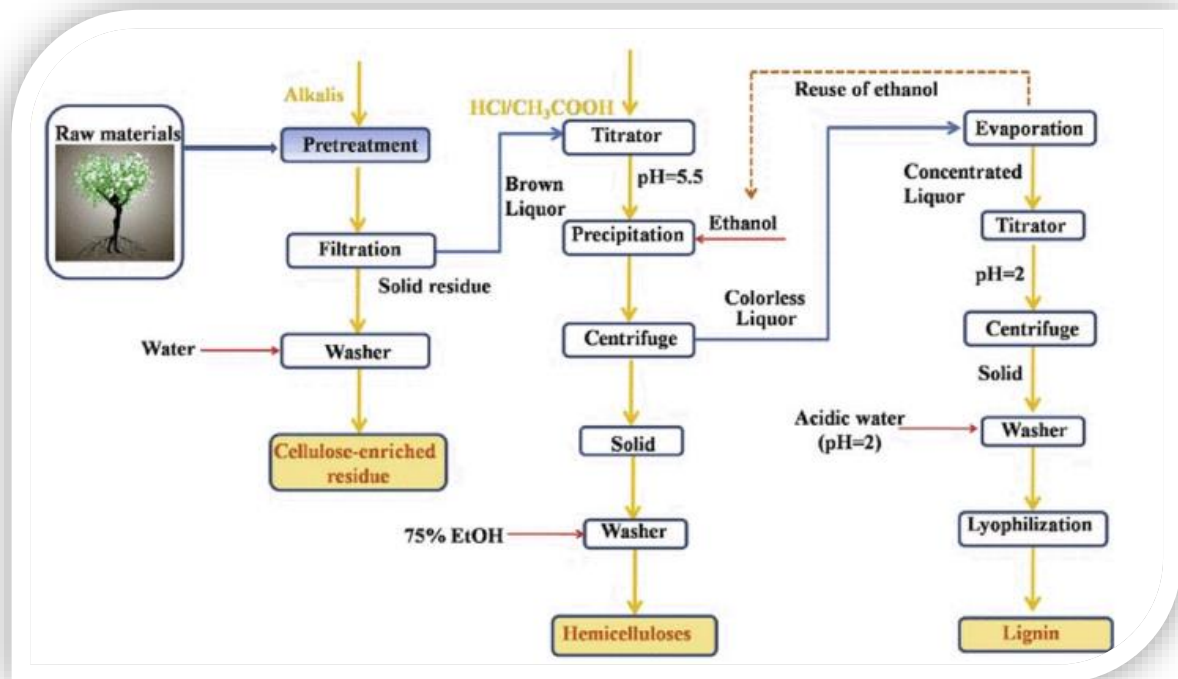 Alkalis
Raw materials
Pretreatment
Filtration
Solid residue
Water
Washer
Cellulose-enriched
residue
HCl/CH₃COOH
Titrator
Brown
Liquor
pH=5.5
Precipitation
Ethanol
Centrifuge
Colorless
Liquor
Solid
75% EtOH
Washer
Hemicelluloses
Reuse of ethanol
Evaporation
Concentrated
Liquor
Titrator
pH=2
Centrifuge
Solid
Acidic water
(pH=2)
Washer
Lyophilization
Lignin